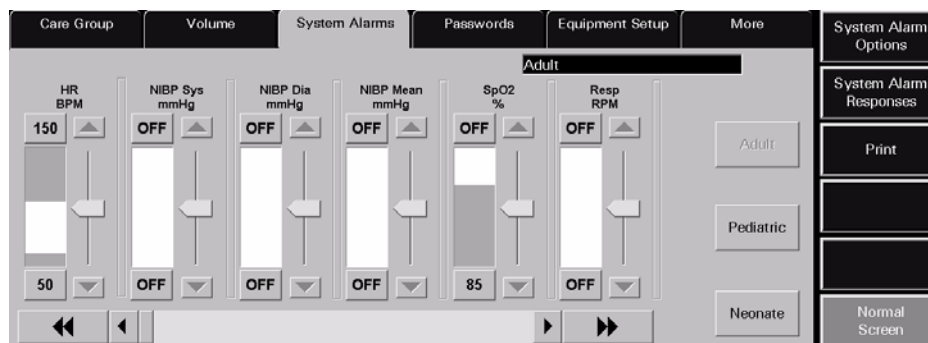 Care Group
Volume
System Alarms
Passwords
Equipment Setup
More
System Alarm
Options
Adult
System Alarm
Responses
HR
BPM
NIBP Sys
mmHg
NIBP Dia
mmHg
NIBP Mean
mmHg
SpO2
%
Resp
RPM
150
OFF
OFF
OFF
OFF
OFF
Adult
Print
Pediatric
50
OFF
OFF
OFF
85
OFF
Neonate
Normal
Screen